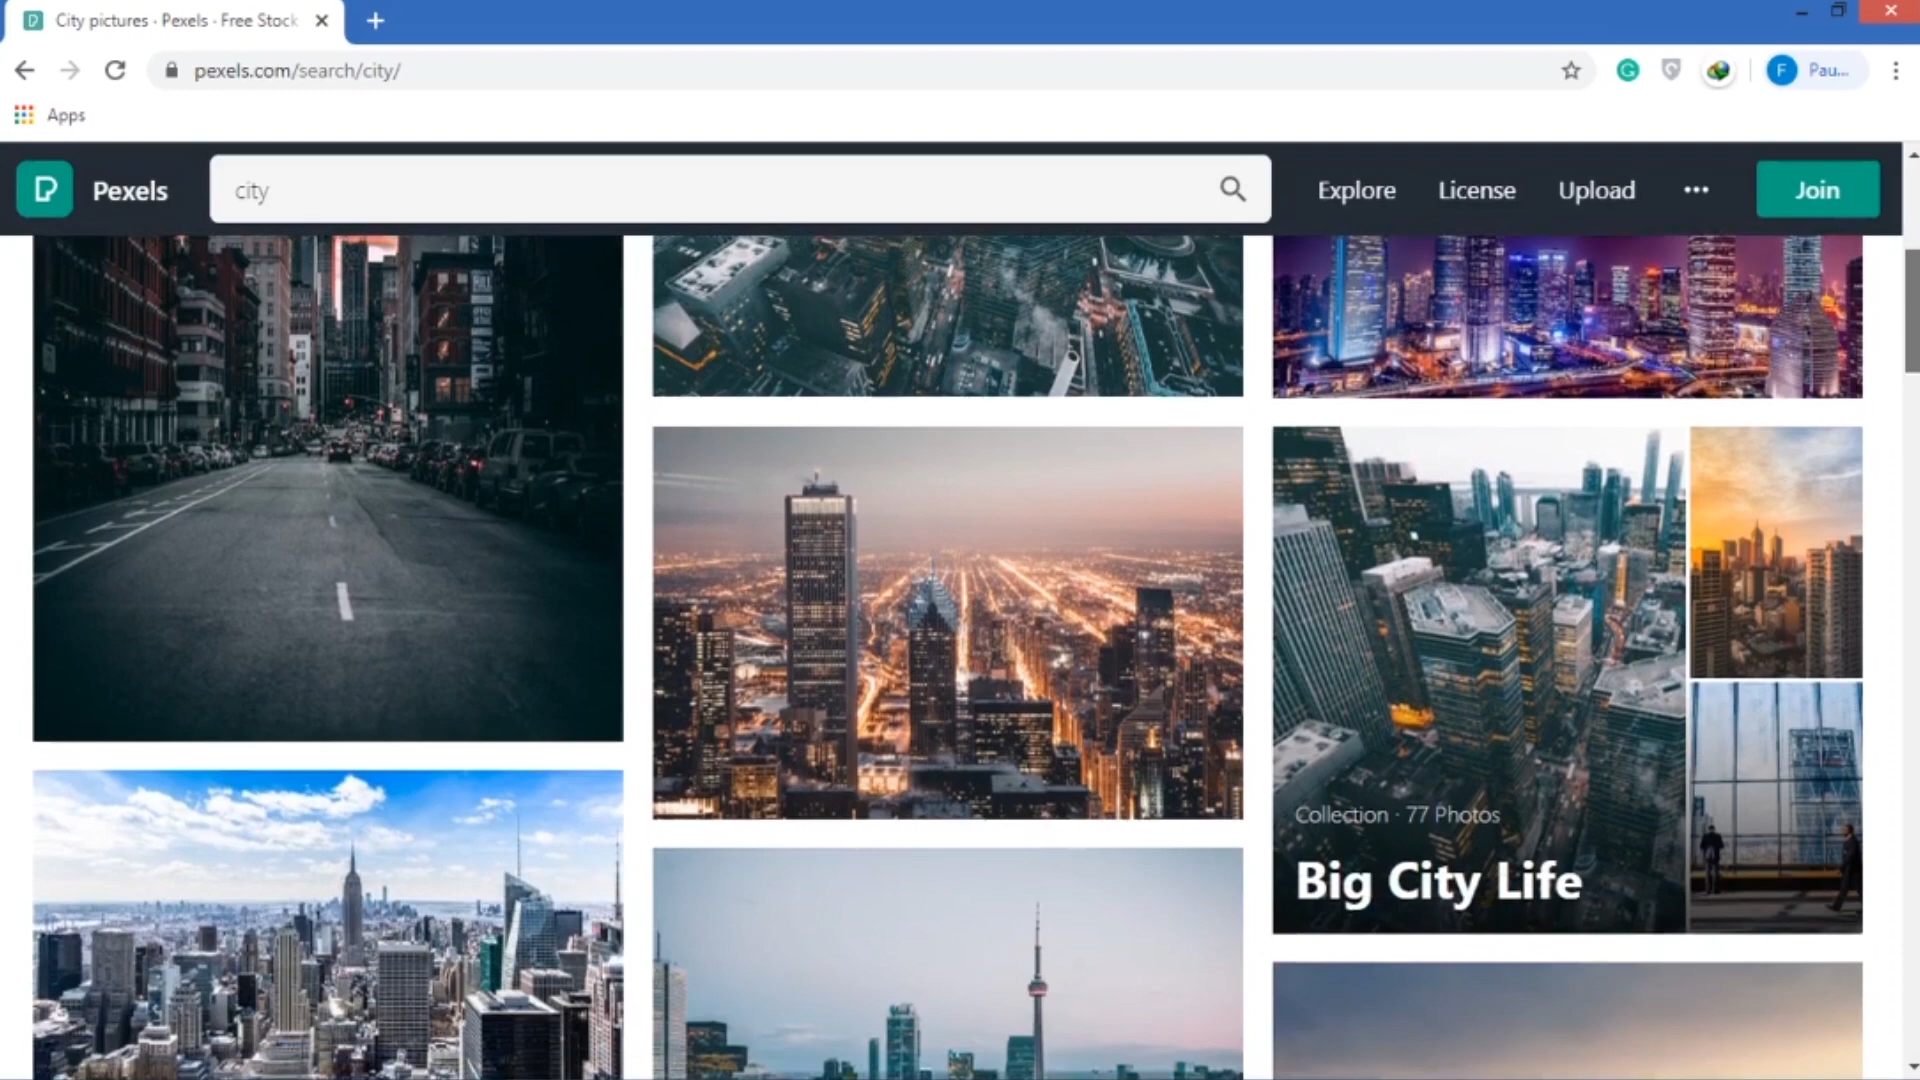 City pictures · Pexels · Free Stock
pexels.com/search/city/
F
Pau...
Apps
Pexels
city
Explore
License
Upload
Join
Collection · 77 Photos
Big City Life